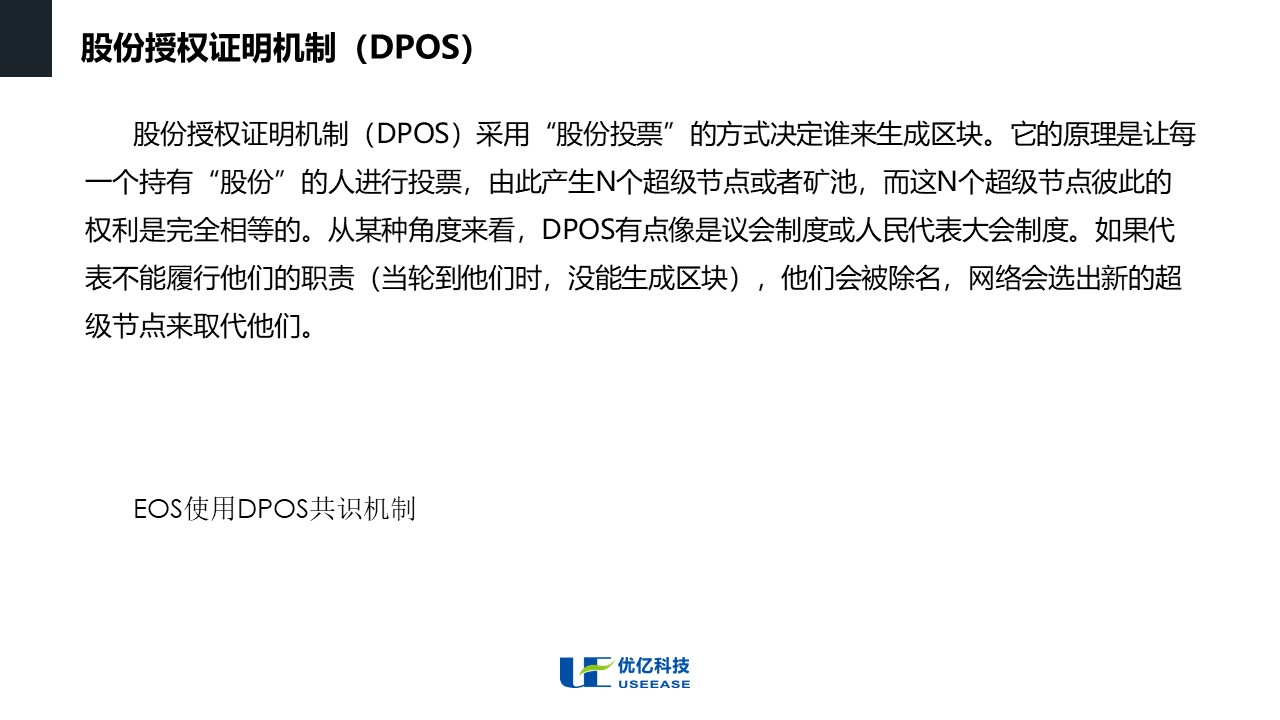 股份授权证明机制（DPOS）
股份授权证明机制（DPOS）采用“股份投票”的方式决定谁来生成区块。它的原理是让每
一个持有“股份”的人进行投票，由此产生N个超级节点或者矿池，而这N个超级节点彼此的
权利是完全相等的。从某种角度来看，DPOS有点像是议会制度或人民代表大会制度。如果代
表不能履行他们的职责（当轮到他们时，没能生成区块），他们会被除名，网络会选出新的超
级节点来取代他们。
EOS使用DPOS共识机制
优亿科技
USEEASE